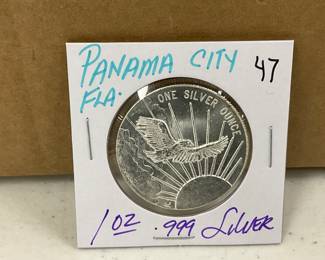 PANAMA CITY 47
FLA.
ONE SILVER OUNCE
1 OZ .999 SILVER